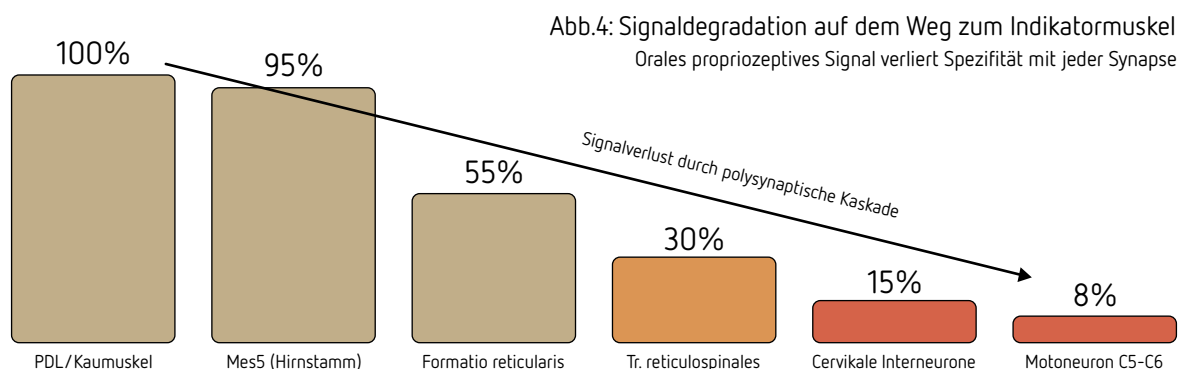 Abb.4: Signaldegradation auf dem Weg zum Indikatormuskel
Orales propriozeptives Signal verliert Spezifität mit jeder Synapse
100%
95%
55%
30%
15%
8%
Signalverlust durch polysynaptische Kaskade
PDL/Kaumuskel
Mes5 (Hirnstamm)
Formatio reticularis
Tr. reticulospinales
Cervikale Interneurone
Motoneuron C5-C6